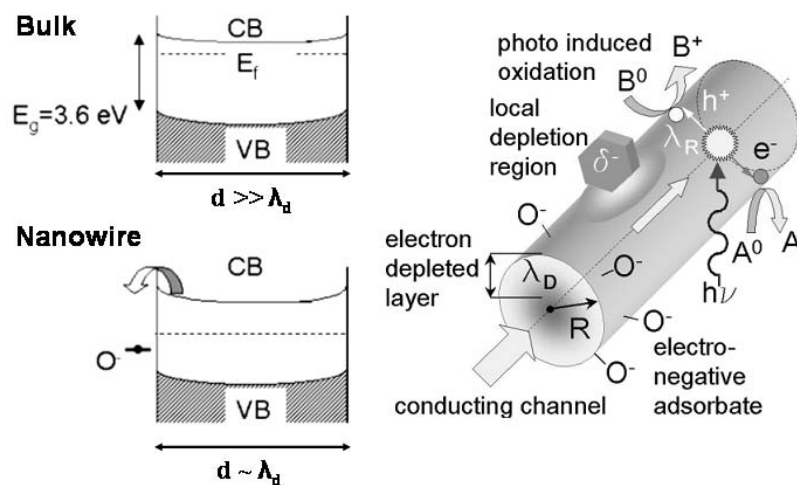 Bulk
CB
E_f
E_g=3.6 eV
VB
d >> λ_d
Nanowire
CB
O⁻
VB
d ~ λ_d
photo induced
oxidation
B⁺
B⁰
h⁺
λ_R
local
depletion
region
δ⁻
e⁻
O⁻
A⁰
A⁻
electron
depleted
layer
λ_D
O⁻
hν
R
O⁻
O⁻
electro-
negative
adsorbate
conducting channel